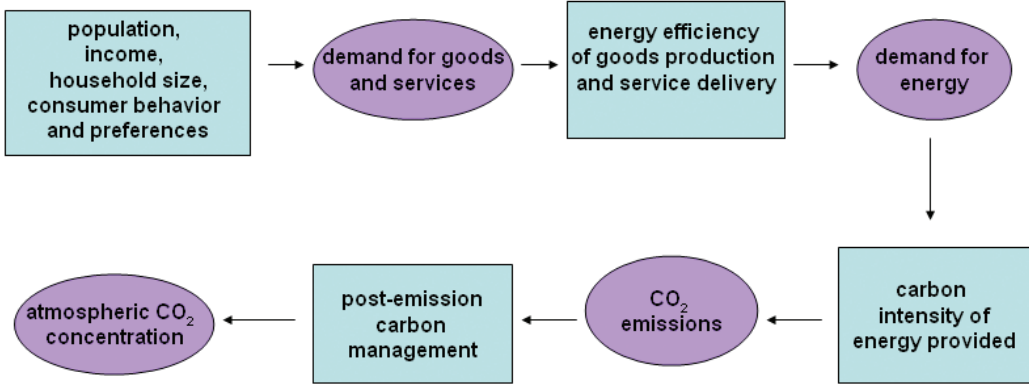 population,
income,
household size,
consumer behavior
and preferences
demand for goods
and services
energy efficiency
of goods production
and service delivery
demand for
energy
carbon
intensity of
energy provided
CO₂
emissions
post-emission
carbon
management
atmospheric CO₂
concentration